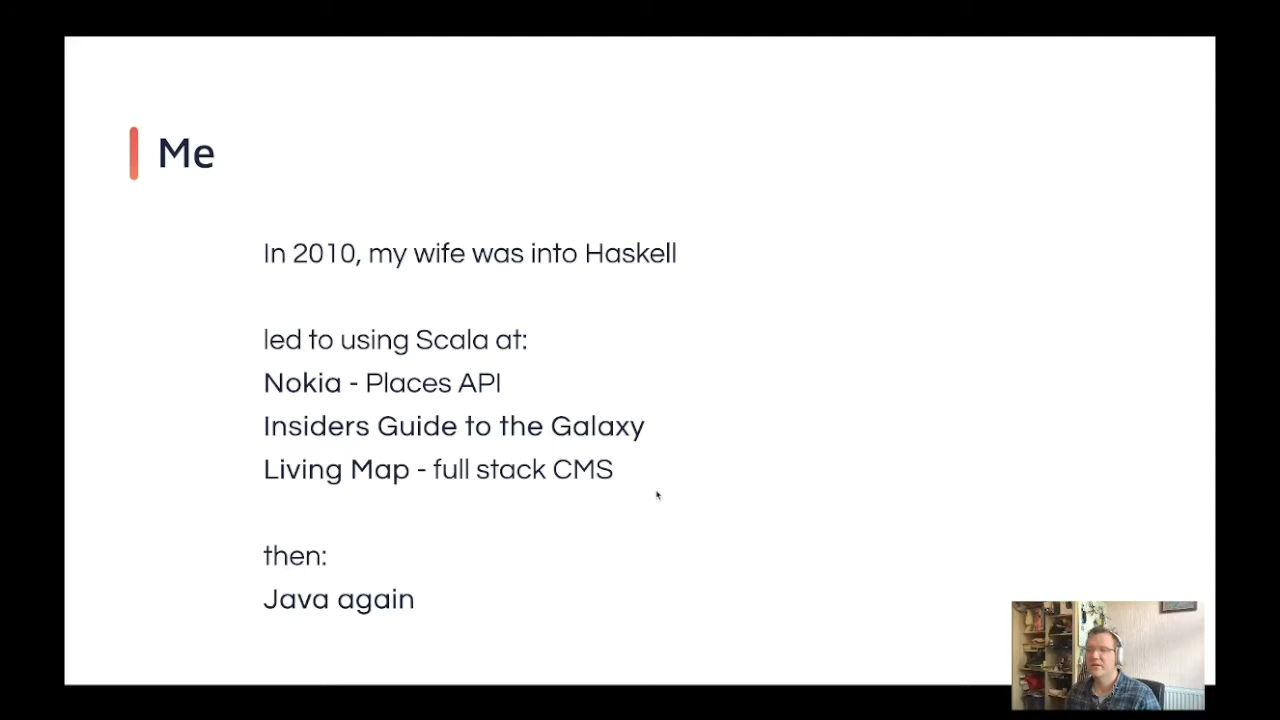 Me
In 2010, my wife was into Haskell
led to using Scala at:
Nokia - Places API
Insiders Guide to the Galaxy
Living Map - full stack CMS
then:
Java again